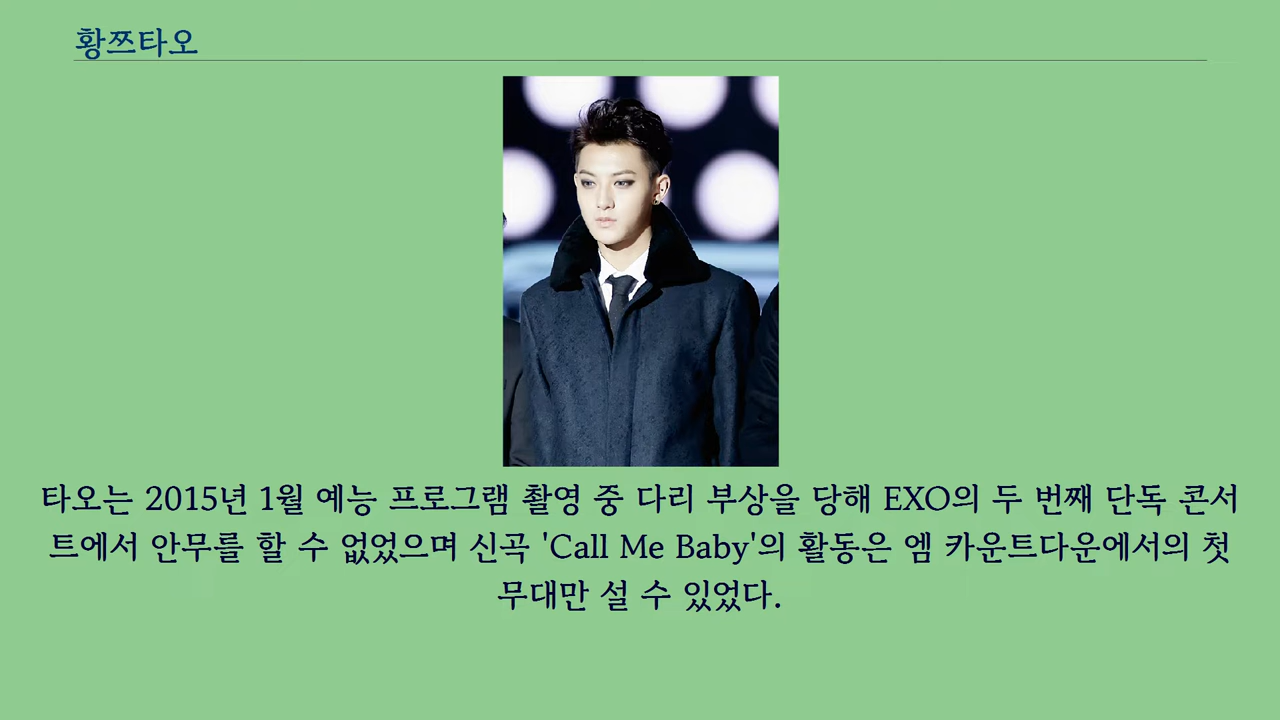 황쯔타오
타오는 2015년 1월 예능 프로그램 촬영 중 다리 부상을 당해 EXO의 두 번째 단독 콘서
트에서 안무를 할 수 없었으며 신곡 'Call Me Baby'의 활동은 엠 카운트다운에서의 첫
무대만 설 수 있었다.